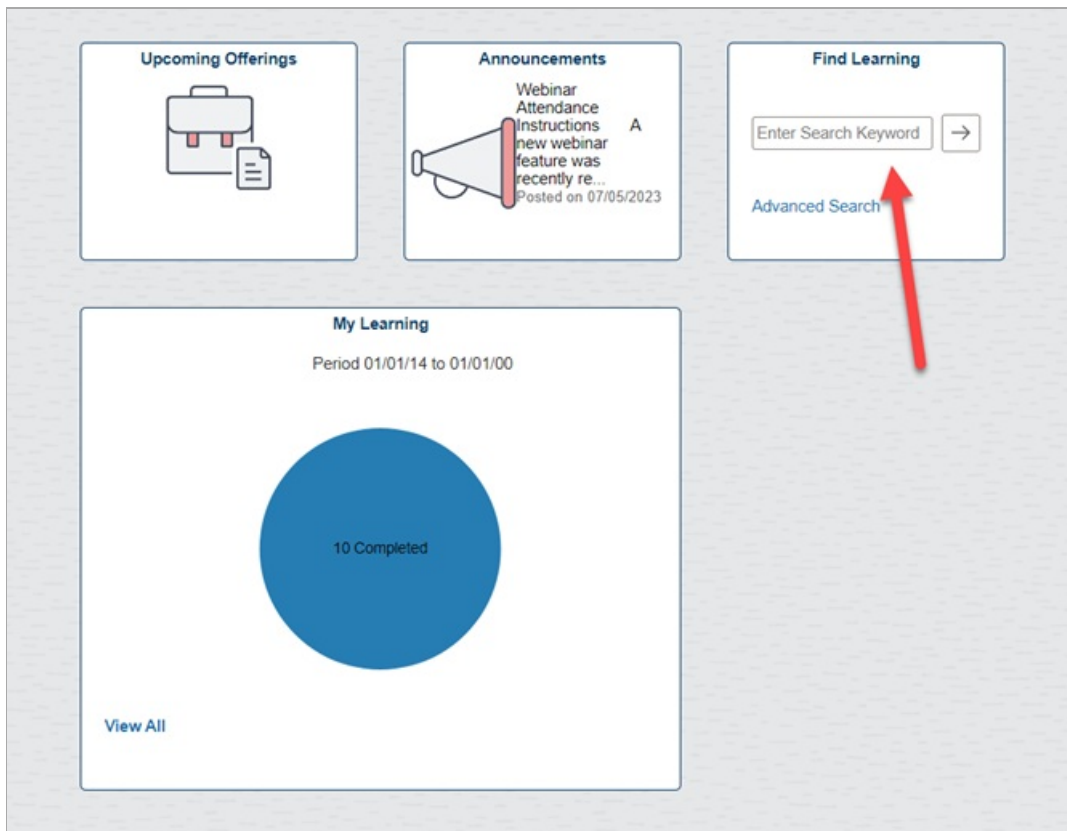 Upcoming Offerings
Announcements
Webinar
Attendance
Instructions A
new webinar
feature was
recently re...
Posted on 07/05/2023
Find Learning
Enter Search Keyword
Advanced Search
My Learning
Period 01/01/14 to 01/01/00
10 Completed
View All